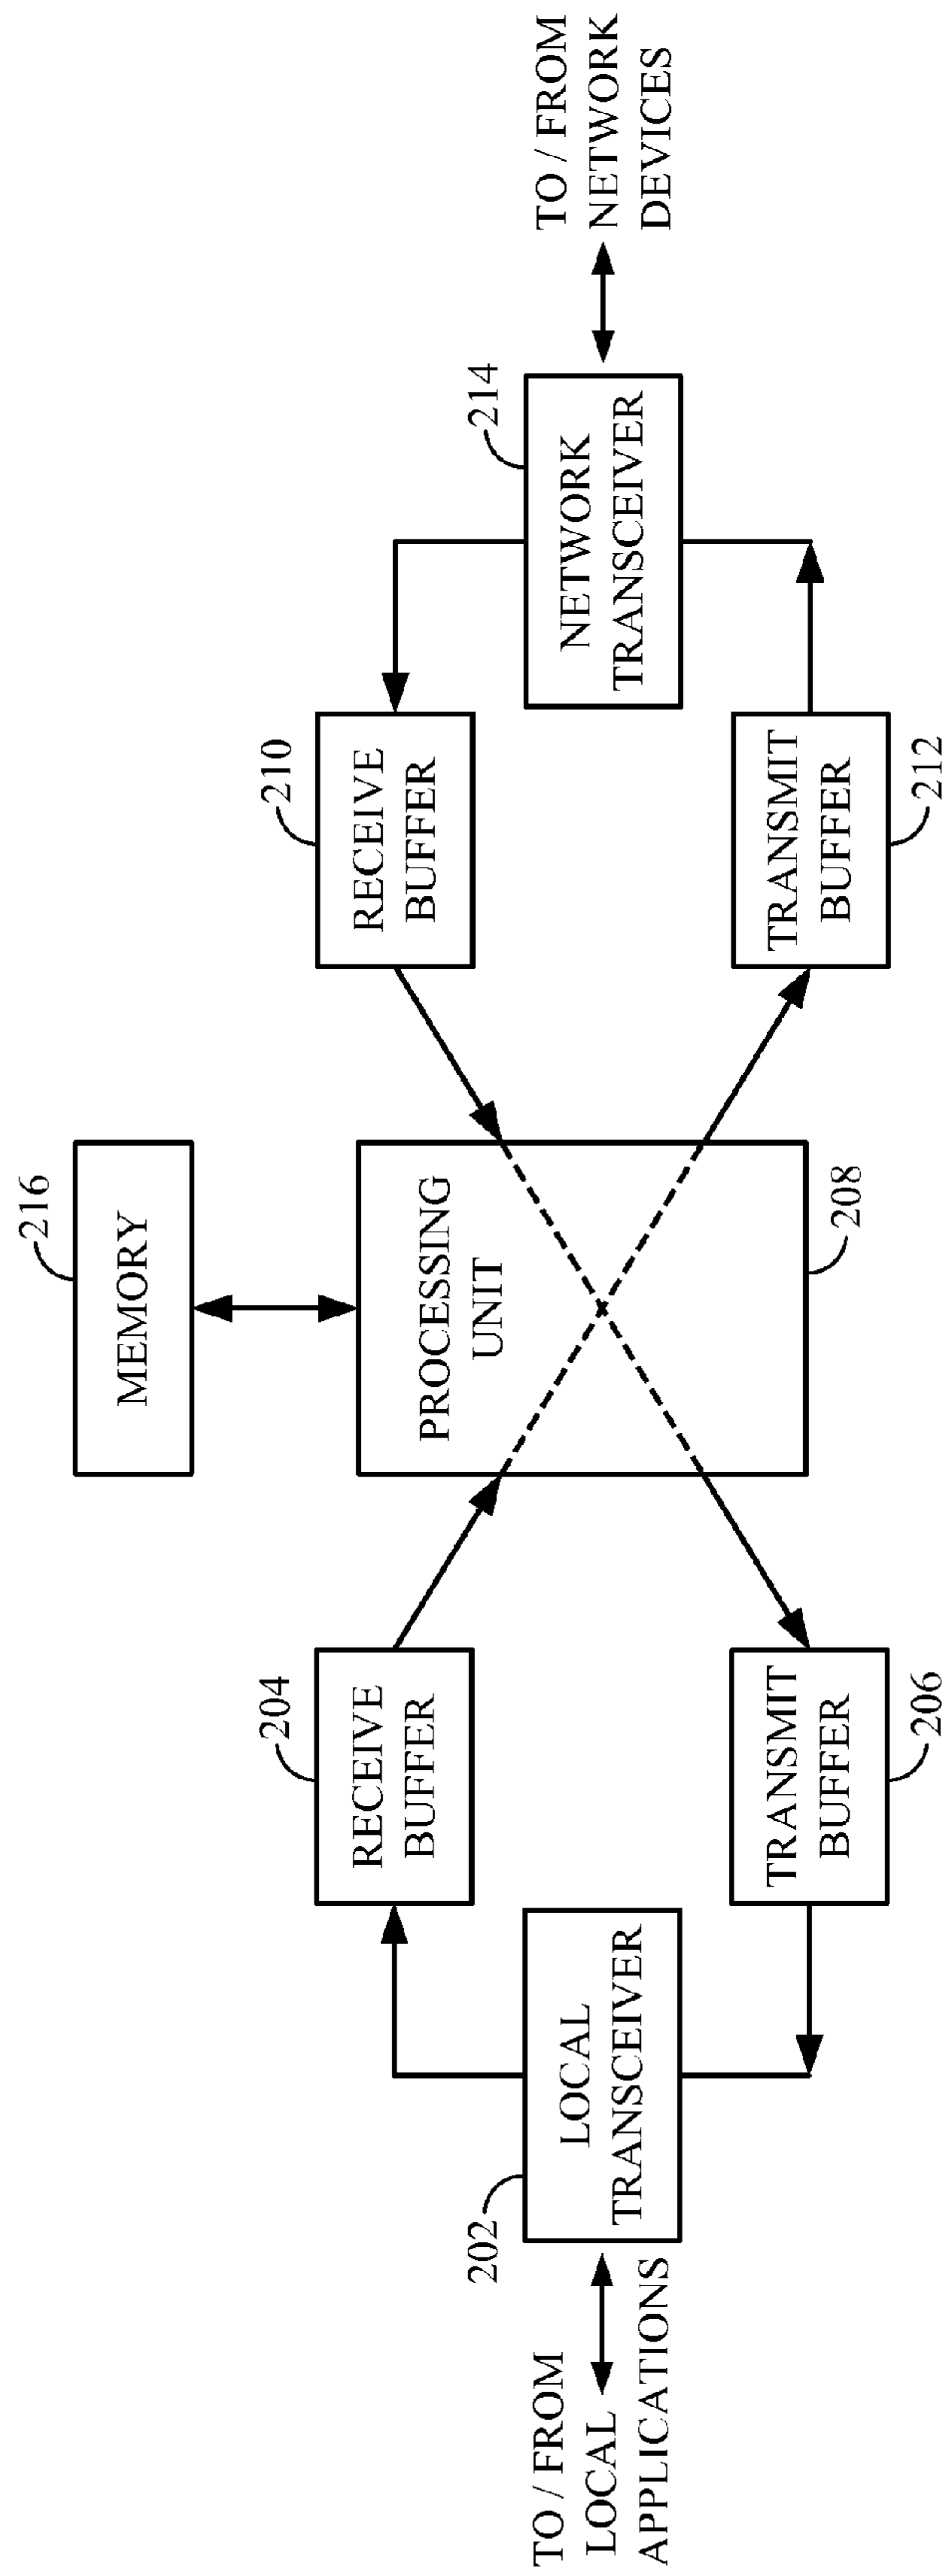 216
MEMORY
204
RECEIVE
BUFFER
PROCESSING
UNIT
210
RECEIVE
BUFFER
202
LOCAL
TRANSCEIVER
TO / FROM
LOCAL
APPLICATIONS
214
NETWORK
TRANSCEIVER
TO / FROM
NETWORK
DEVICES
TRANSMIT
BUFFER
206
208
TRANSMIT
BUFFER
212